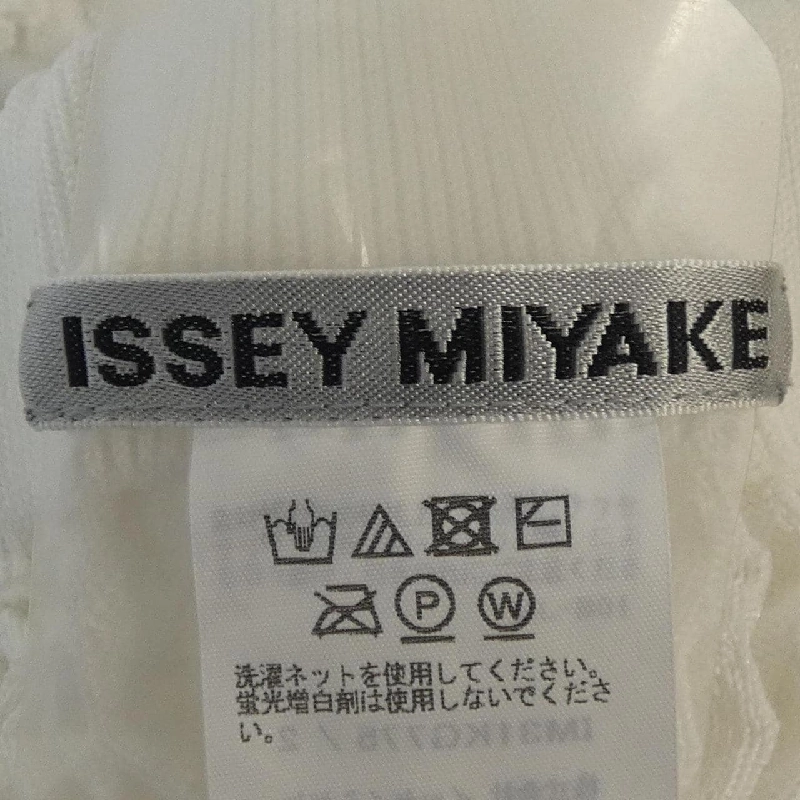 ISSEY MIYAKE
P W
洗濯ネットを使用してください。
蛍光増白剤は使用しないでくださ
い。